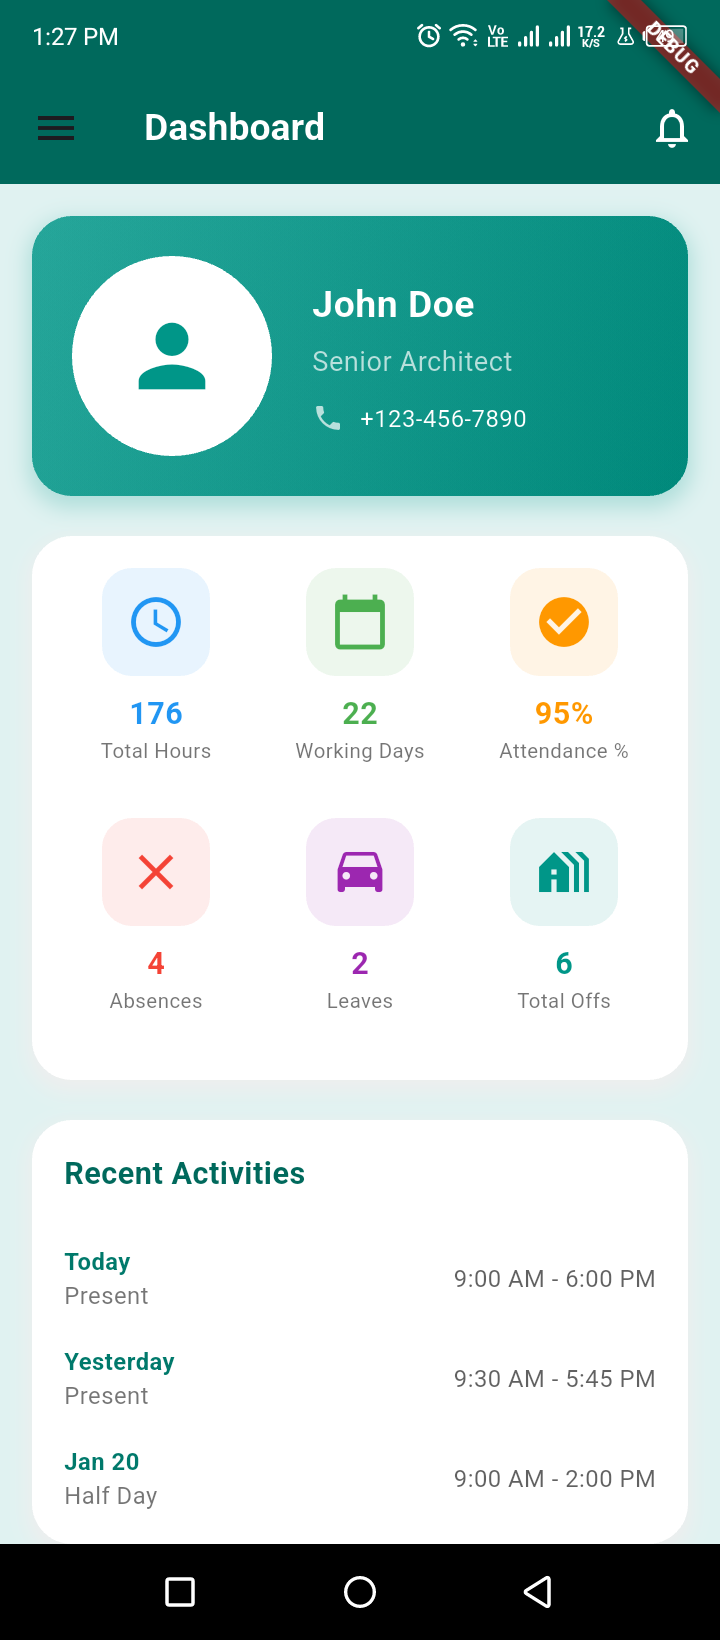 1:27 PM
Vo LTE
17.2 K/S
DEBUG
Dashboard
John Doe
Senior Architect
+123-456-7890
176
22
95%
Total Hours
Working Days
Attendance %
4
2
6
Absences
Leaves
Total Offs
Recent Activities
Today
Present
9:00 AM - 6:00 PM
Yesterday
Present
9:30 AM - 5:45 PM
Jan 20
Half Day
9:00 AM - 2:00 PM